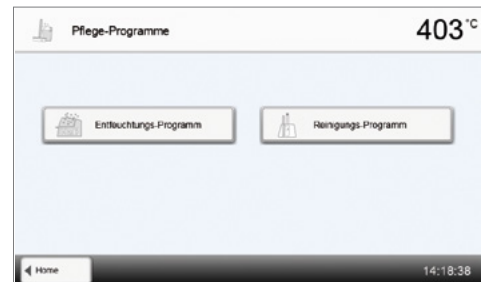 Pflege-Programme
403°C
Entfeuchtungs-Programm
Reinigungs-Programm
Home
14:18:38